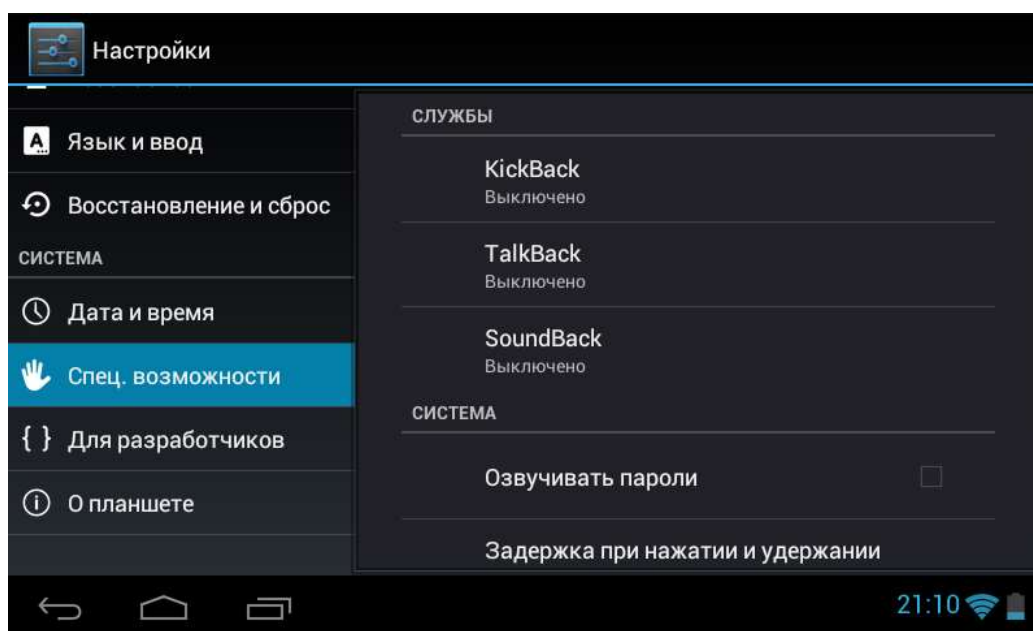 Настройки
Язык и ввод
Восстановление и сброс
СИСТЕМА
Дата и время
Спец. возможности
{ } Для разработчиков
О планшете
СЛУЖБЫ
KickBack
Выключено
TalkBack
Выключено
SoundBack
Выключено
СИСТЕМА
Озвучивать пароли
Задержка при нажатии и удержании
21:10